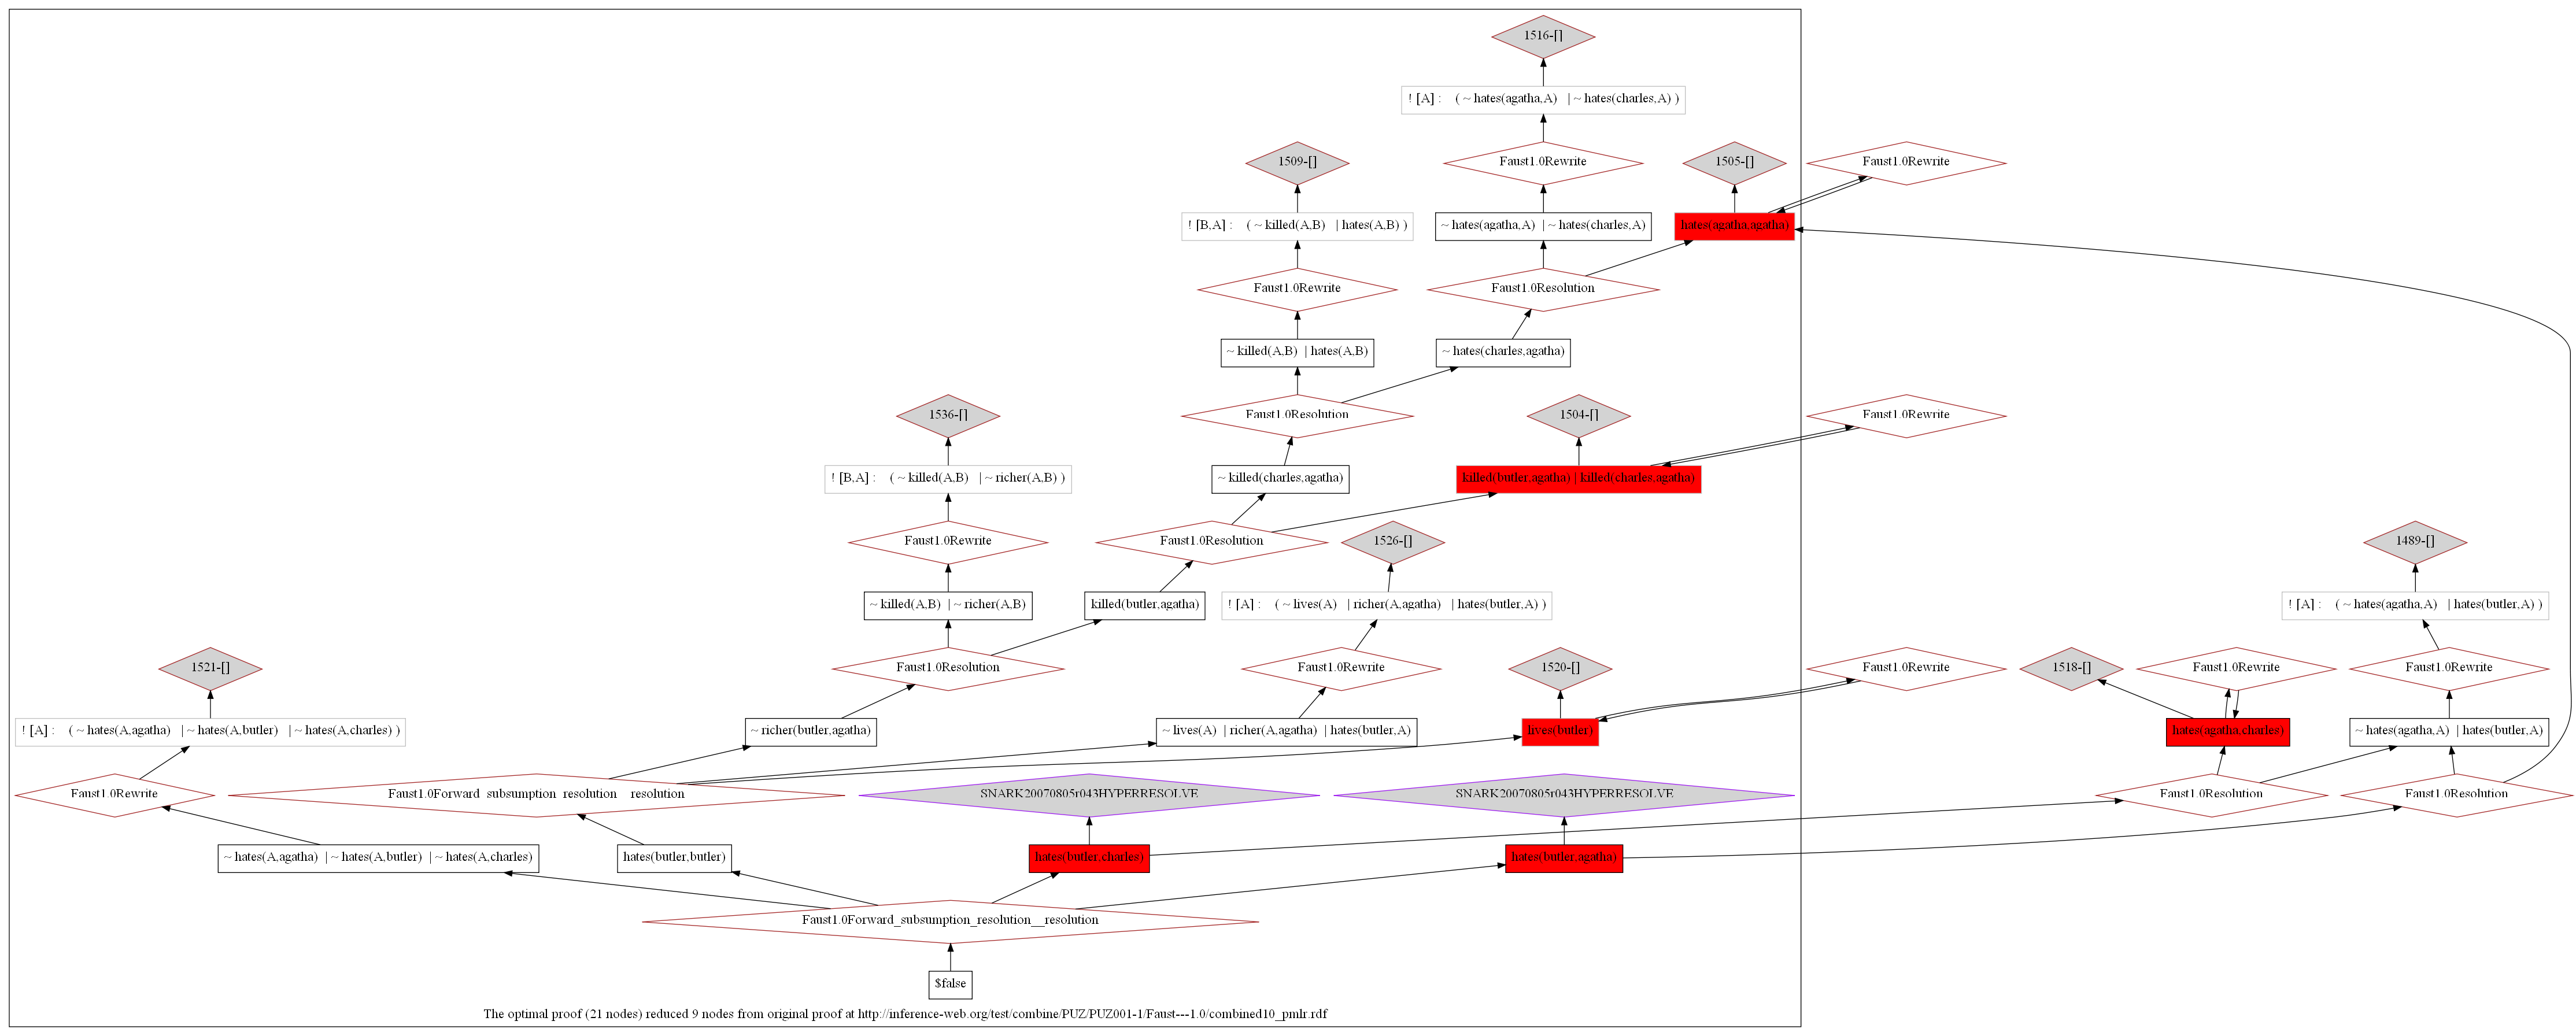 1516-[]
! [A] : ( ~ hates(agatha,A) | ~ hates(charles,A) )
1509-[]
Faust1.0Rewrite
1505-[]
Faust1.0Rewrite
! [B,A] : ( ~ killed(A,B) | hates(A,B) )
~ hates(agatha,A) | ~ hates(charles,A)
hates(agatha,agatha)
Faust1.0Rewrite
Faust1.0Resolution
~ killed(A,B) | hates(A,B)
~ hates(charles,agatha)
1536-[]
Faust1.0Resolution
1504-[]
Faust1.0Rewrite
! [B,A] : ( ~ killed(A,B) | ~ richer(A,B) )
~ killed(charles,agatha)
killed(butler,agatha) | killed(charles,agatha)
Faust1.0Rewrite
Faust1.0Resolution
1526-[]
1489-[]
~ killed(A,B) | ~ richer(A,B)
killed(butler,agatha)
! [A] : ( ~ lives(A) | richer(A,agatha) | hates(butler,A) )
! [A] : ( ~ hates(agatha,A) | hates(butler,A) )
1521-[]
Faust1.0Resolution
Faust1.0Rewrite
1520-[]
Faust1.0Rewrite
1518-[]
Faust1.0Rewrite
Faust1.0Rewrite
! [A] : ( ~ hates(A,agatha) | ~ hates(A,butler) | ~ hates(A,charles) )
~ richer(butler,agatha)
~ lives(A) | richer(A,agatha) | hates(butler,A)
lives(butler)
hates(agatha,charles)
~ hates(agatha,A) | hates(butler,A)
Faust1.0Rewrite
Faust1.0Forward_subsumption_resolution__resolution
SNARK20070805r043HYPERRESOLVE
SNARK20070805r043HYPERRESOLVE
Faust1.0Resolution
Faust1.0Resolution
~ hates(A,agatha) | ~ hates(A,butler) | ~ hates(A,charles)
hates(butler,butler)
hates(butler,charles)
hates(butler,agatha)
Faust1.0Forward_subsumption_resolution__resolution
$false
The optimal proof (21 nodes) reduced 9 nodes from original proof at http://inference-web.org/test/combine/PUZ/PUZ001-1/Faust---1.0/combined10_pmlr.rdf